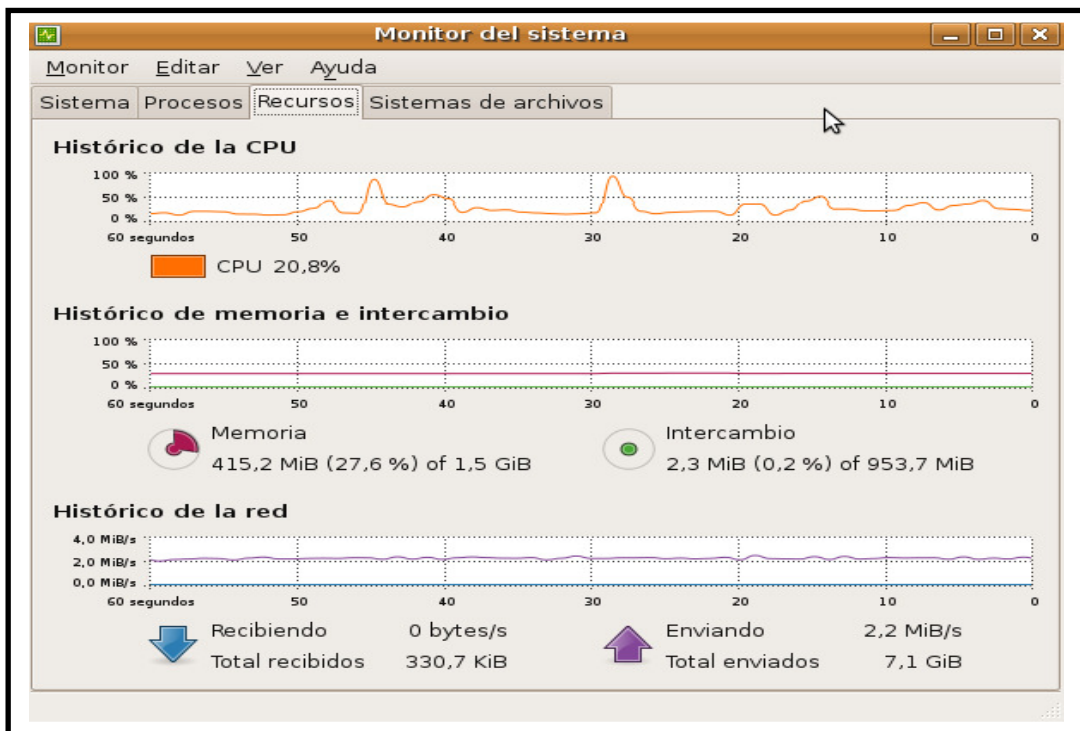 Monitor del sistema
Monitor Editar Ver Ayuda
Sistema Procesos Recursos Sistemas de archivos
Histórico de la CPU
100 %
50 %
0 %
60 segundos 50 40 30 20 10 0
CPU 20,8%
Histórico de memoria e intercambio
100 %
50 %
0 %
60 segundos 50 40 30 20 10 0
Memoria
415,2 MiB (27,6 %) of 1,5 GiB
Intercambio
2,3 MiB (0,2 %) of 953,7 MiB
Histórico de la red
4,0 MiB/s
2,0 MiB/s
0,0 MiB/s
60 segundos 50 40 30 20 10 0
Recibiendo 0 bytes/s
Total recibidos 330,7 KiB
Enviando 2,2 MiB/s
Total enviados 7,1 GiB